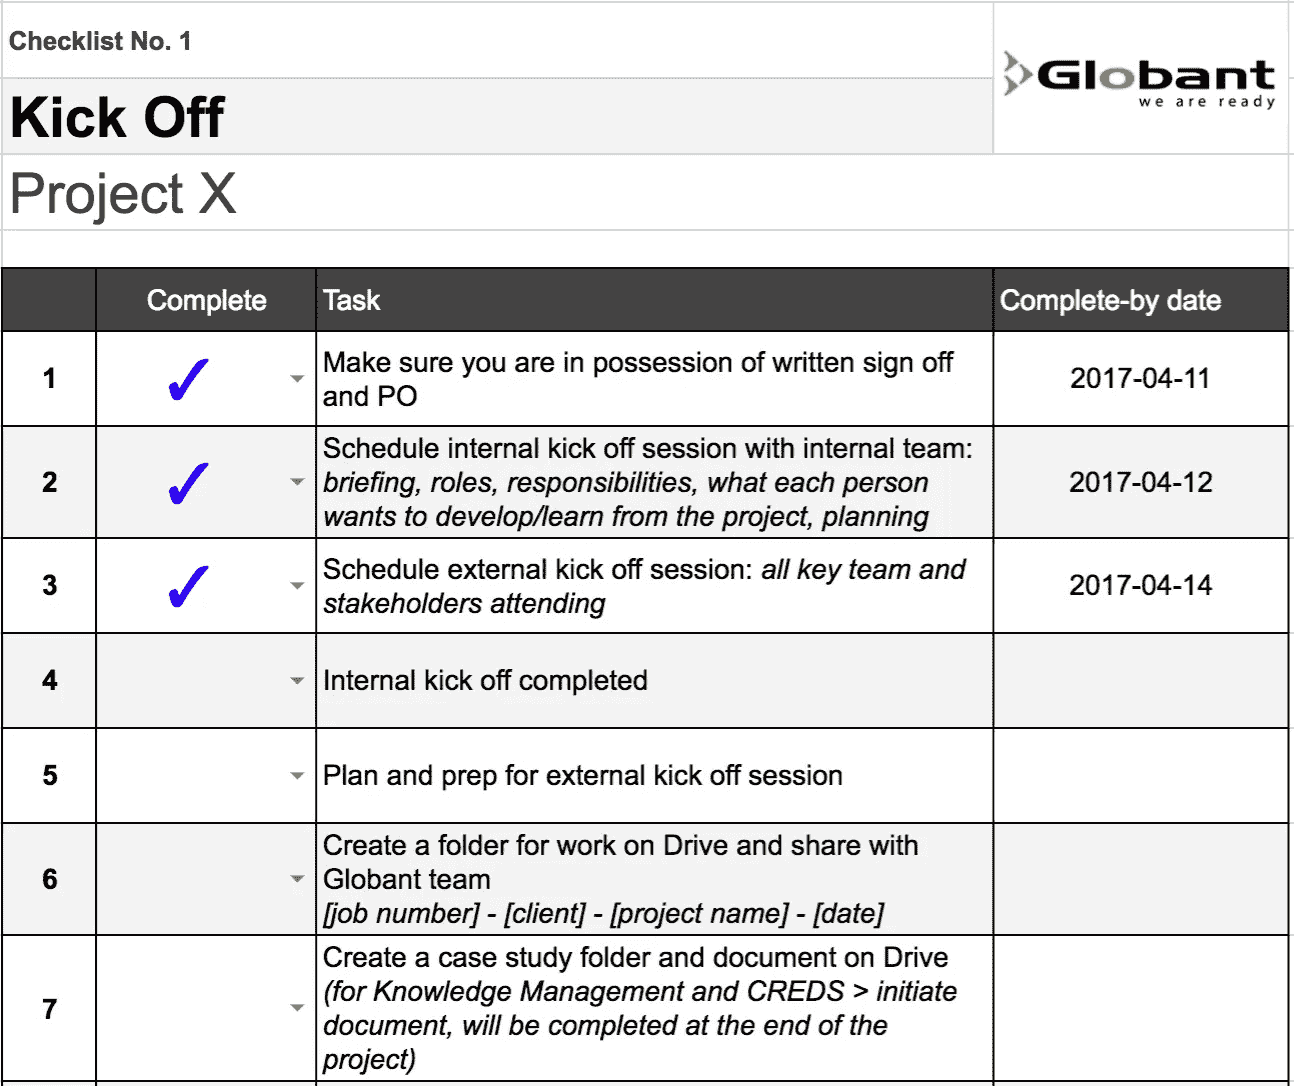 Checklist No. 1
Globant
we are ready
Kick Off
Project X
Complete Task Complete-by date
1 ✓ Make sure you are in possession of written sign off
and PO 2017-04-11
2 ✓ Schedule internal kick off session with internal team:
briefing, roles, responsibilities, what each person
wants to develop/learn from the project, planning 2017-04-12
3 ✓ Schedule external kick off session: all key team and
stakeholders attending 2017-04-14
4 Internal kick off completed
5 Plan and prep for external kick off session
6 Create a folder for work on Drive and share with
Globant team
[job number] - [client] - [project name] - [date]
7 Create a case study folder and document on Drive
(for Knowledge Management and CREDS > initiate
document, will be completed at the end of the
project)